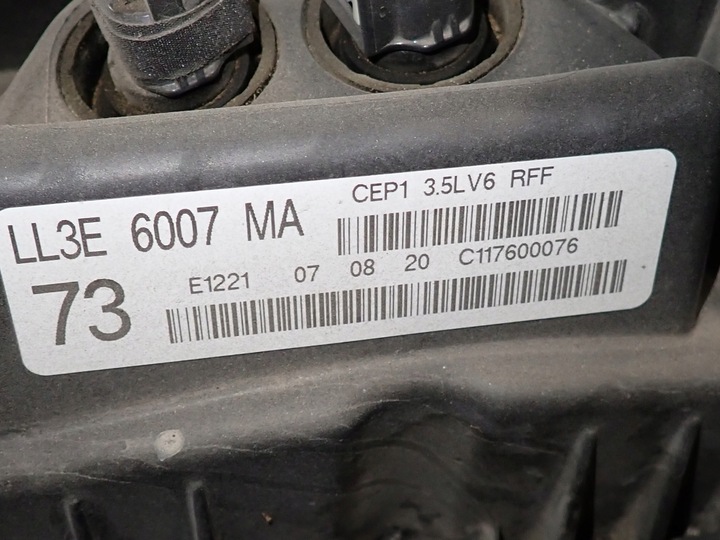 CEP1 3.5LV6 RFF
LL3E 6007 MA
E1221 07 08 20 C117600076
73